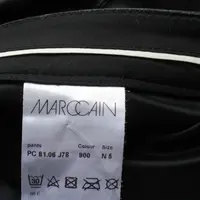 MARCCAIN
pants Colour Size
PC 81.06 J78 900 N 5